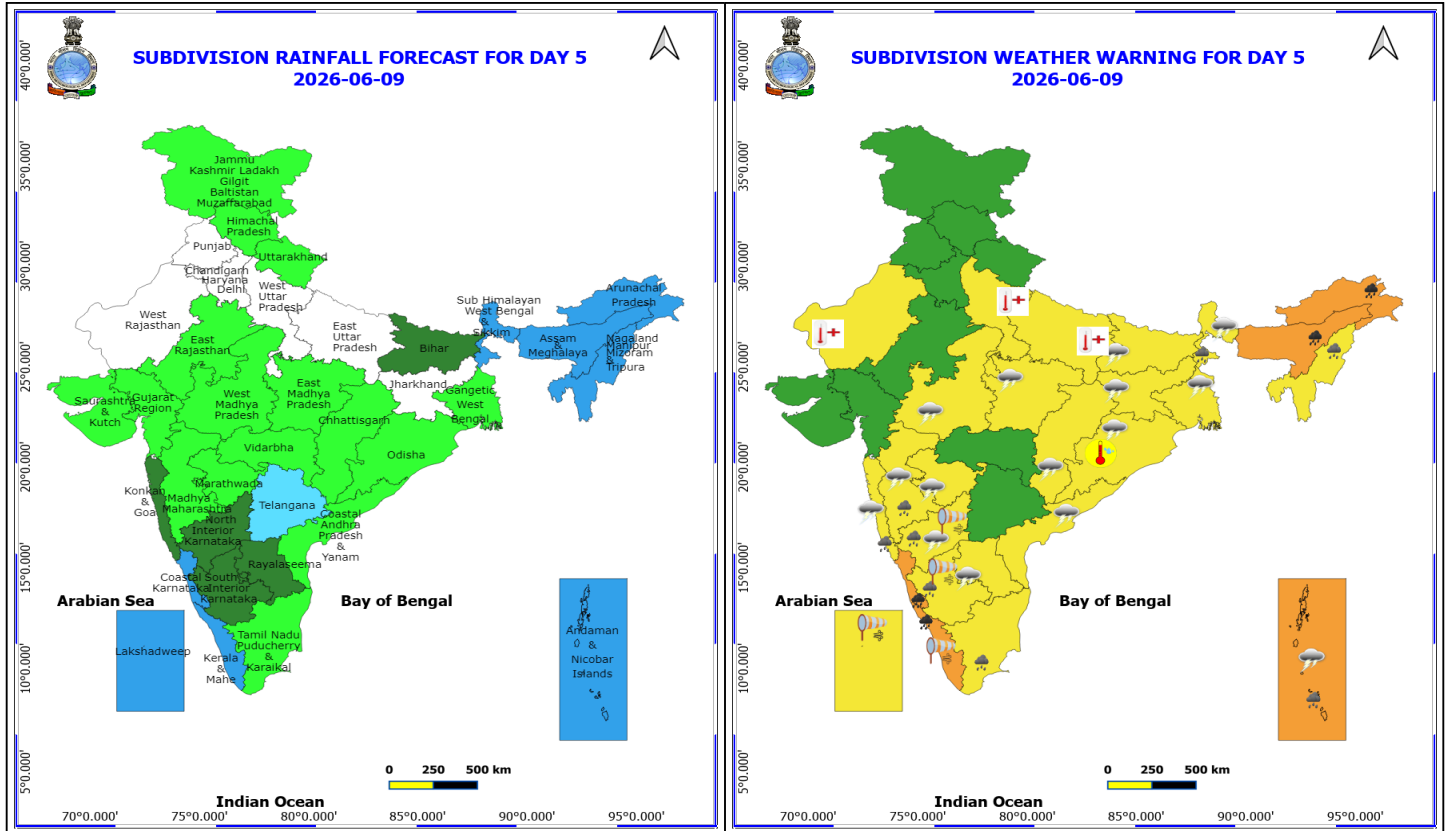 SUBDIVISION RAINFALL FORECAST FOR DAY 5
2026-06-09
40°0.000'
35°0.000'
30°0.000'
25°0.000'
20°0.000'
15°0.000'
10°0.000'
5°0.000'
Jammu
Kashmir Ladakh
Gilgit
Baltistan
Muzaffarabad
Himachal
Pradesh
Punjab
Uttarakhand
Chandigarh
Haryana
Delhi
West
Uttar
Pradesh
West
Rajasthan
East
Rajasthan
East
Uttar
Pradesh
Bihar
Sub Himalayan
West Bengal
&
Sikkim
Arunachal
Pradesh
Assam
&
Meghalaya
Nagaland
Manipur
Mizoram
&
Tripura
Jharkhand
Gangetic
West
Bengal
Saurashtra
&
Kutch
Gujarat
Region
West
Madhya
Pradesh
East
Madhya
Pradesh
Chhattisgarh
Vidarbha
Odisha
Konkan
&
Goa
Madhya
Maharashtra
Marathwada
Telangana
North
Interior
Karnataka
Coastal
Andhra
Pradesh
&
Yanam
Rayalaseema
Coastal
Karnataka
South
Interior
Karnataka
Arabian Sea
Bay of Bengal
Lakshadweep
Kerala
&
Mahe
Tamil Nadu
Puducherry
&
Karaikal
Andaman
&
Nicobar
Islands
0 250 500 km
Indian Ocean
70°0.000' 75°0.000' 80°0.000' 85°0.000' 90°0.000' 95°0.000'
SUBDIVISION WEATHER WARNING FOR DAY 5
2026-06-09
40°0.000'
35°0.000'
30°0.000'
25°0.000'
20°0.000'
15°0.000'
10°0.000'
5°0.000'
Arabian Sea
Bay of Bengal
0 250 500 km
Indian Ocean
70°0.000' 75°0.000' 80°0.000' 85°0.000' 90°0.000' 95°0.000'